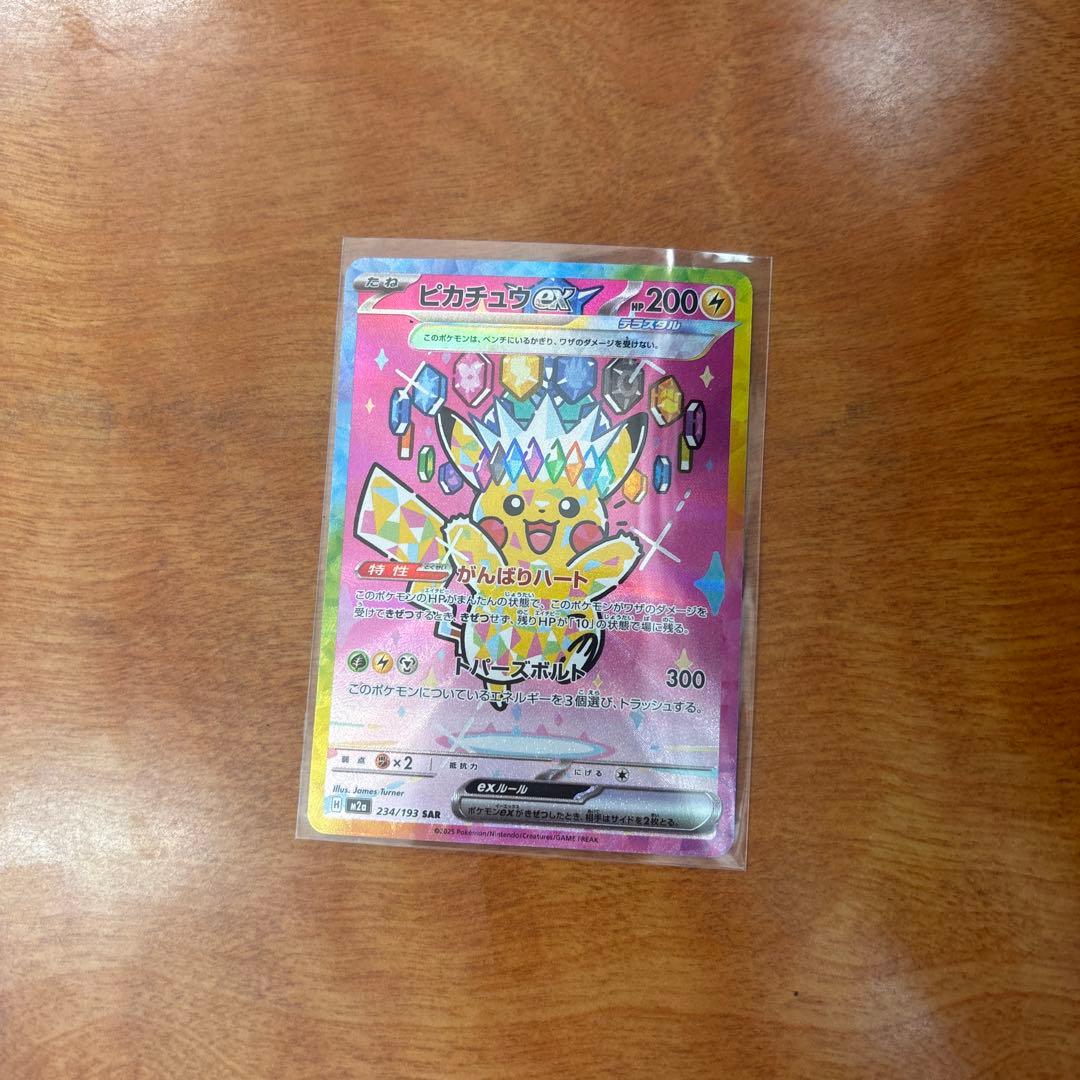 たね ピカチュウex HP200
テラスタル
このポケモンは、ベンチにいるかぎり、ワザのダメージを受けない。
特性 とくせい がんばりハート
このポケモンのHPがまんたんの状態で、このポケモンがワザのダメージを
受けてきぜつするとき、きぜつせず、残りHPが「10」の状態で場に残る。
トパーズボルト 300
このポケモンについているエネルギーを3個選び、トラッシュする。
弱点 ×2 抵抗力 にげる
exルール
ポケモンexがきぜつしたとき、相手はサイドを2枚とる。
Illus. James Turner
H m2a 234/193 SAR
©2025 Pokémon/Nintendo/Creatures/GAME FREAK